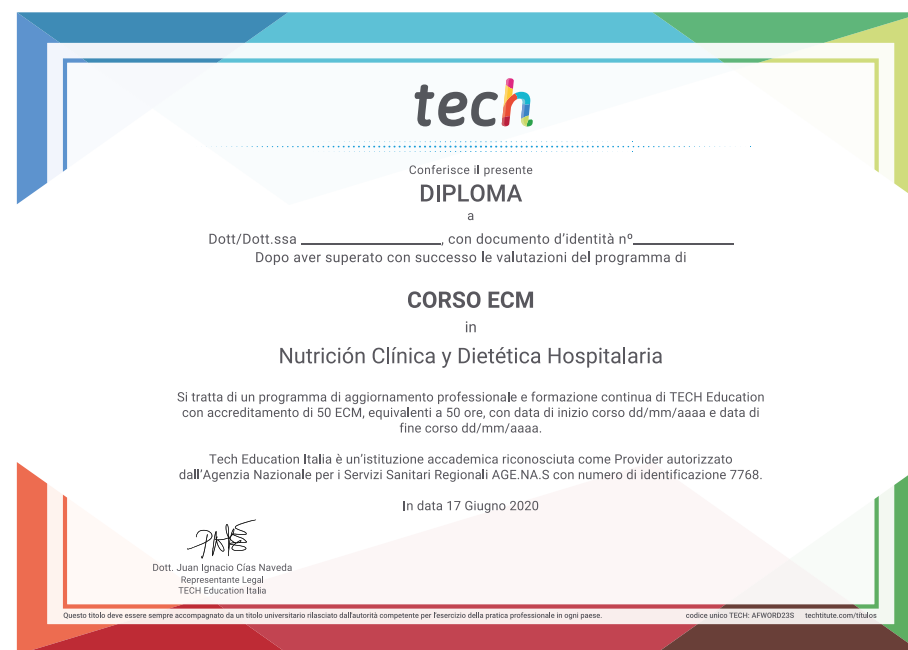 tech
Conferisce il presente
DIPLOMA
a
Dott/Dott.ssa ____________________, con documento d'identità nº______________
Dopo aver superato con successo le valutazioni del programma di
CORSO ECM
in
Nutrición Clínica y Dietética Hospitalaria
Si tratta di un programma di aggiornamento professionale e formazione continua di TECH Education
con accreditamento di 50 ECM, equivalenti a 50 ore, con data di inizio corso dd/mm/aaaa e data di
fine corso dd/mm/aaaa.
Tech Education Italia è un'istituzione accademica riconosciuta come Provider autorizzato
dall'Agenzia Nazionale per i Servizi Sanitari Regionali AGE.NA.S con numero di identificazione 7768.
In data 17 Giugno 2020
Dott. Juan Ignacio Cías Naveda
Representante Legal
TECH Education Italia
Questo titolo deve essere sempre accompagnato da un titolo universitario rilasciato dall'autorità competente per l'esercizio della pratica professionale in ogni paese. codice unico TECH: AFWORD23S techtitute.com/titulos